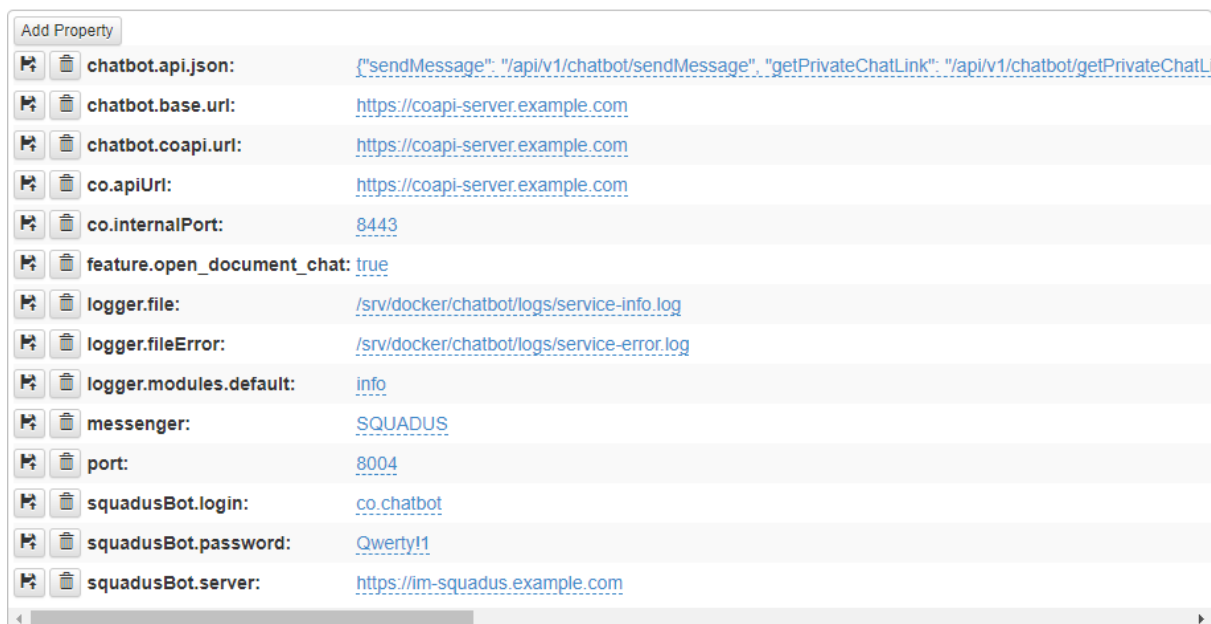 Add Property
chatbot.api.json: {"sendMessage": "/api/v1/chatbot/sendMessage", "getPrivateChatLink": "/api/v1/chatbot/getPrivateChatLi
chatbot.base.url: https://coapi-server.example.com
chatbot.coapi.url: https://coapi-server.example.com
co.apiUrl: https://coapi-server.example.com
co.internalPort: 8443
feature.open_document_chat: true
logger.file: /srv/docker/chatbot/logs/service-info.log
logger.fileError: /srv/docker/chatbot/logs/service-error.log
logger.modules.default: info
messenger: SQUADUS
port: 8004
squadusBot.login: co.chatbot
squadusBot.password: Qwerty!1
squadusBot.server: https://im-squadus.example.com